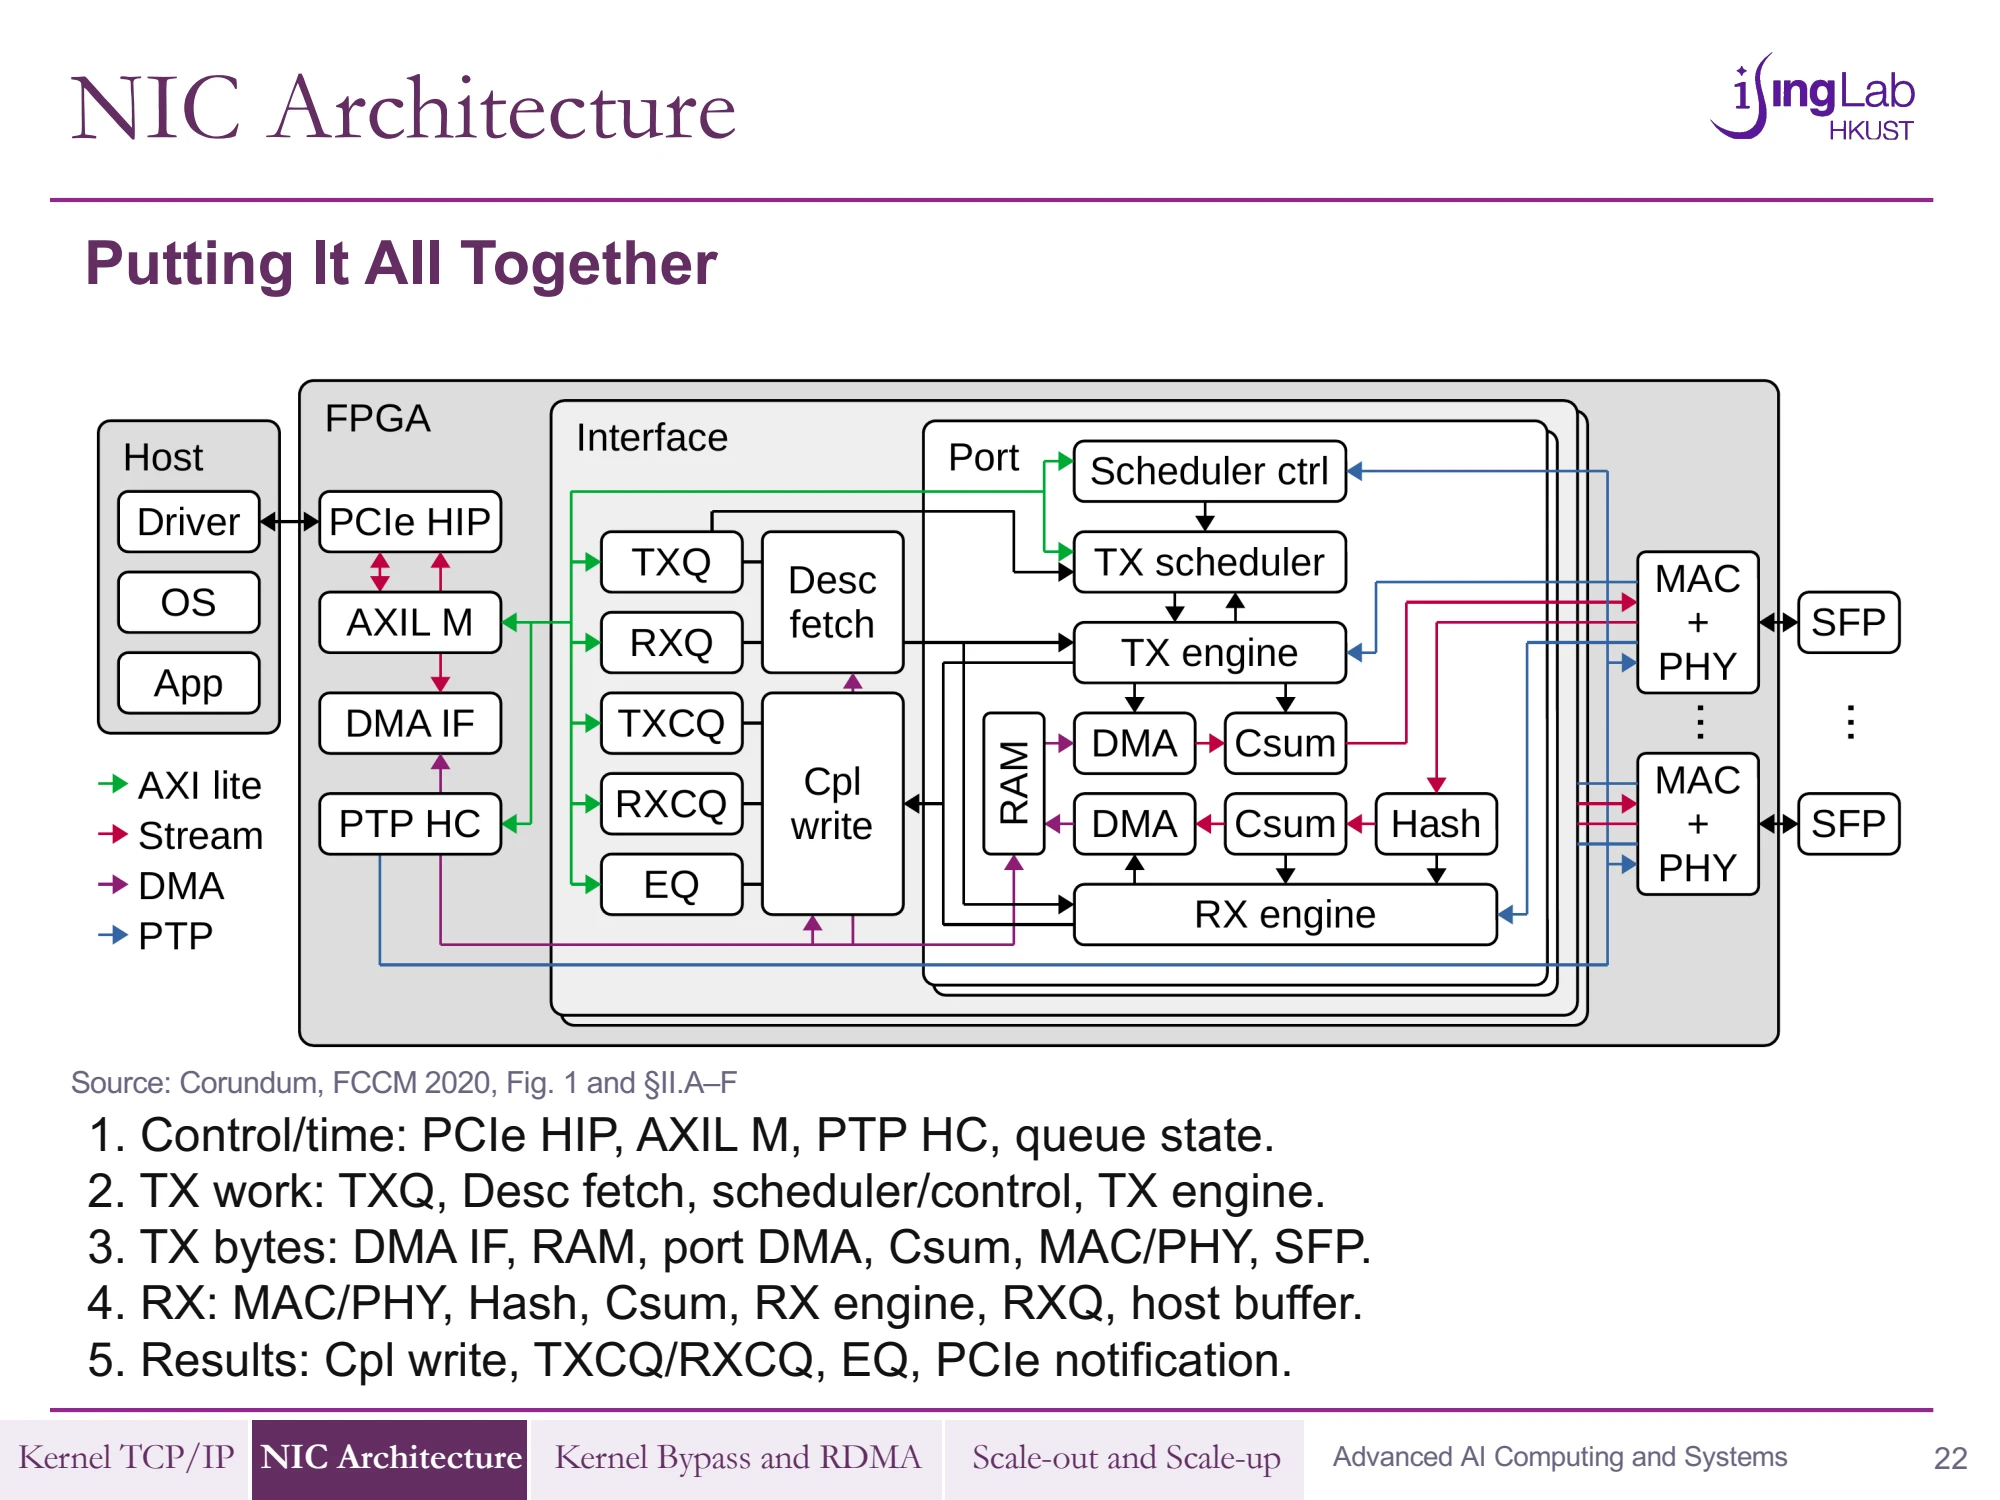 NIC Architecture
isingLab
HKUST
Putting It All Together
FPGA
Interface
Port
Host
Driver
OS
App
PCIe HIP
AXIL M
DMA IF
PTP HC
AXI lite
Stream
DMA
PTP
TXQ
RXQ
TXCQ
RXCQ
EQ
Desc
fetch
Cpl
write
Scheduler ctrl
TX scheduler
TX engine
RAM
DMA
Csum
DMA
Csum
Hash
RX engine
MAC
+
PHY
SFP
⋮
⋮
MAC
+
PHY
SFP
Source: Corundum, FCCM 2020, Fig. 1 and §II.A–F
1. Control/time: PCIe HIP, AXIL M, PTP HC, queue state.
2. TX work: TXQ, Desc fetch, scheduler/control, TX engine.
3. TX bytes: DMA IF, RAM, port DMA, Csum, MAC/PHY, SFP.
4. RX: MAC/PHY, Hash, Csum, RX engine, RXQ, host buffer.
5. Results: Cpl write, TXCQ/RXCQ, EQ, PCIe notification.
Kernel TCP/IP
NIC Architecture
Kernel Bypass and RDMA
Scale-out and Scale-up
Advanced AI Computing and Systems
22